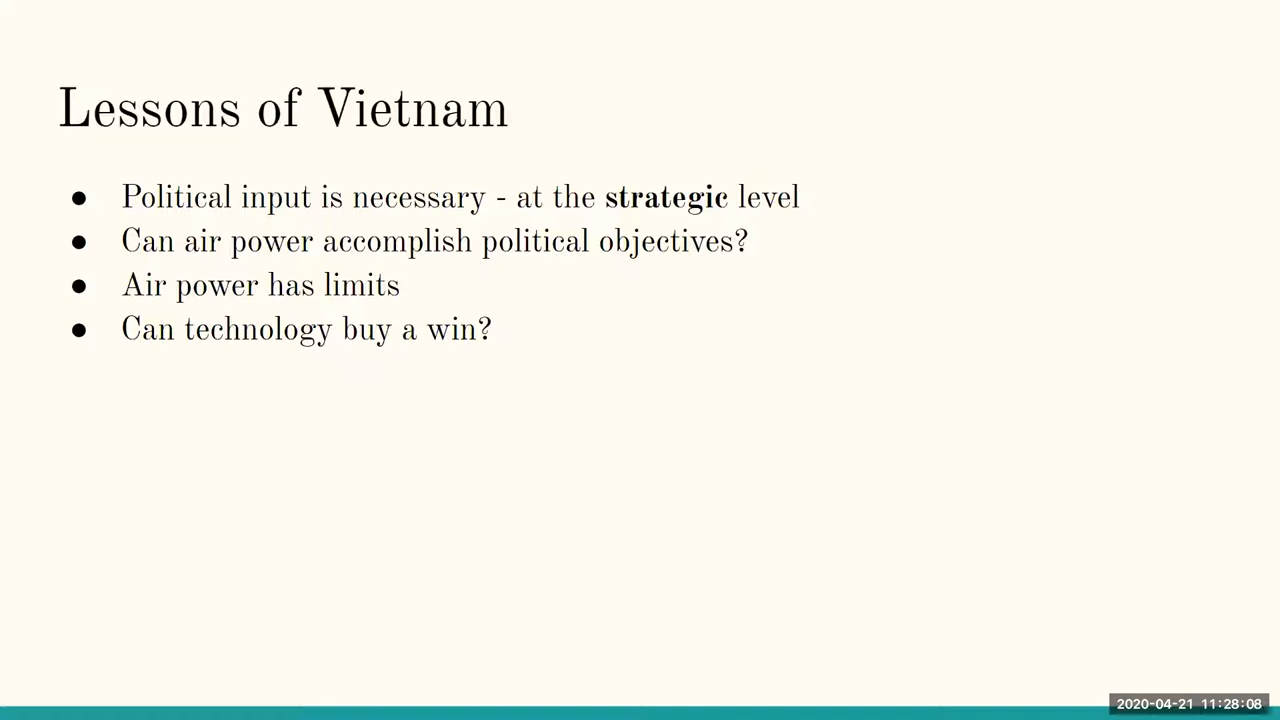 Lessons of Vietnam
● Political input is necessary - at the strategic level
● Can air power accomplish political objectives?
● Air power has limits
● Can technology buy a win?
2020-04-21 11:28:08